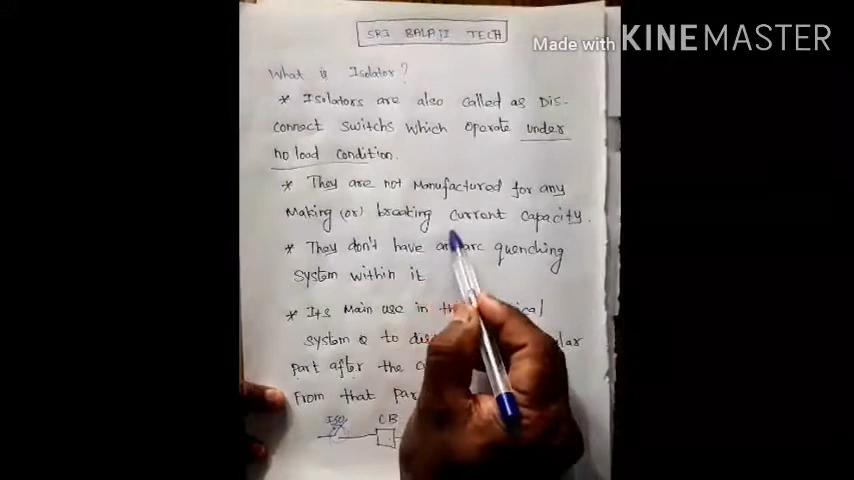 SRI BALAJI TECH
Made with KINEMASTER
What is Isolator?
* Isolators are also called as Dis-
connect switchs which operate under
no load condition.
* They are not Manufactured for any
Making (or) breaking current capacity.
* They don't have an arc quenching
system within it
* Its Main use in
system to
part after the
From that
ISO CB